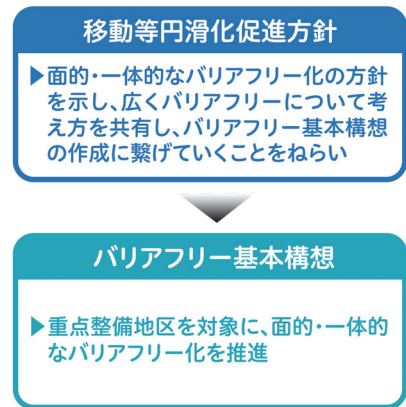 移動等円滑化促進方針
▶面的・一体的なバリアフリー化の方針
を示し、広くバリアフリーについて考
え方を共有し、バリアフリー基本構想
の作成に繋げていくことをねらい
バリアフリー基本構想
▶重点整備地区を対象に、面的・一体的
なバリアフリー化を推進